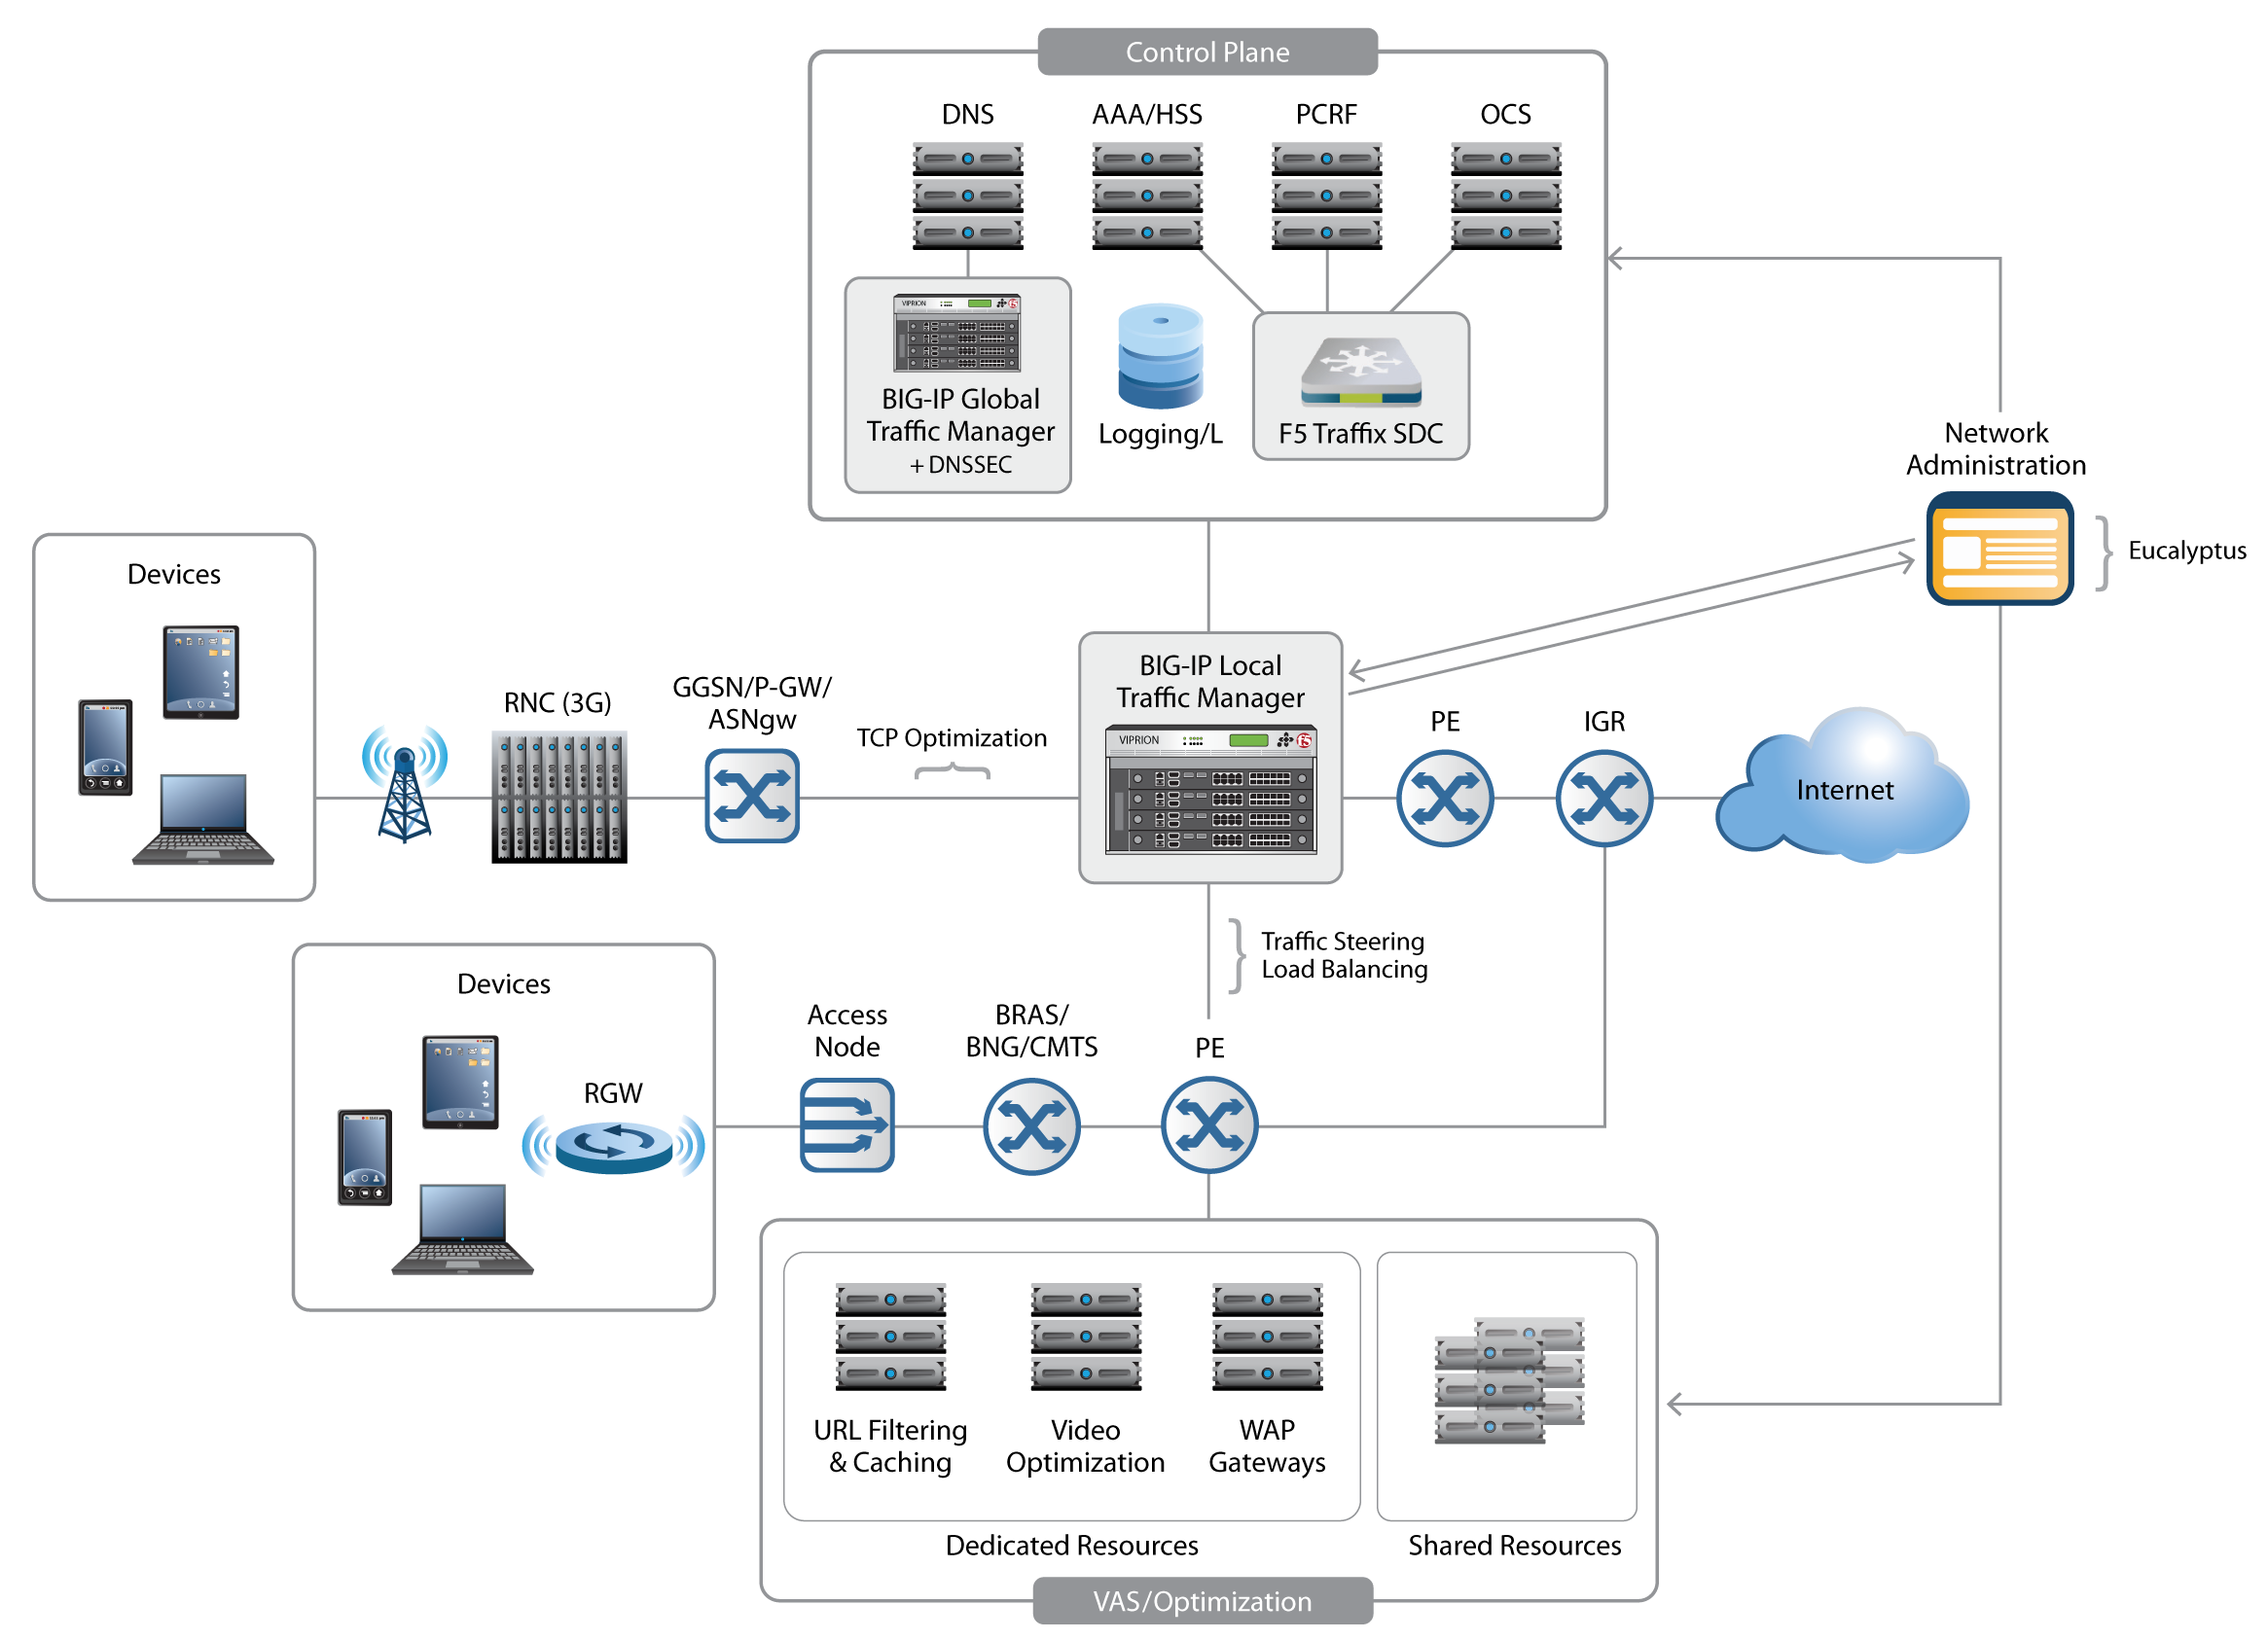 Control Plane
DNS
AAA/HSS
PCRF
OCS
VIPRION
f5
BIG-IP Global
Traffic Manager
+ DNSSEC
Logging/L
F5 Traffix SDC
Network
Administration
Eucalyptus
Devices
RNC (3G)
GGSN/P-GW/
ASNgw
TCP Optimization
BIG-IP Local
Traffic Manager
VIPRION
f5
PE
IGR
Internet
Traffic Steering
Load Balancing
Devices
RGW
Access
Node
BRAS/
BNG/CMTS
PE
URL Filtering
& Caching
Video
Optimization
WAP
Gateways
Dedicated Resources
Shared Resources
VAS/Optimization